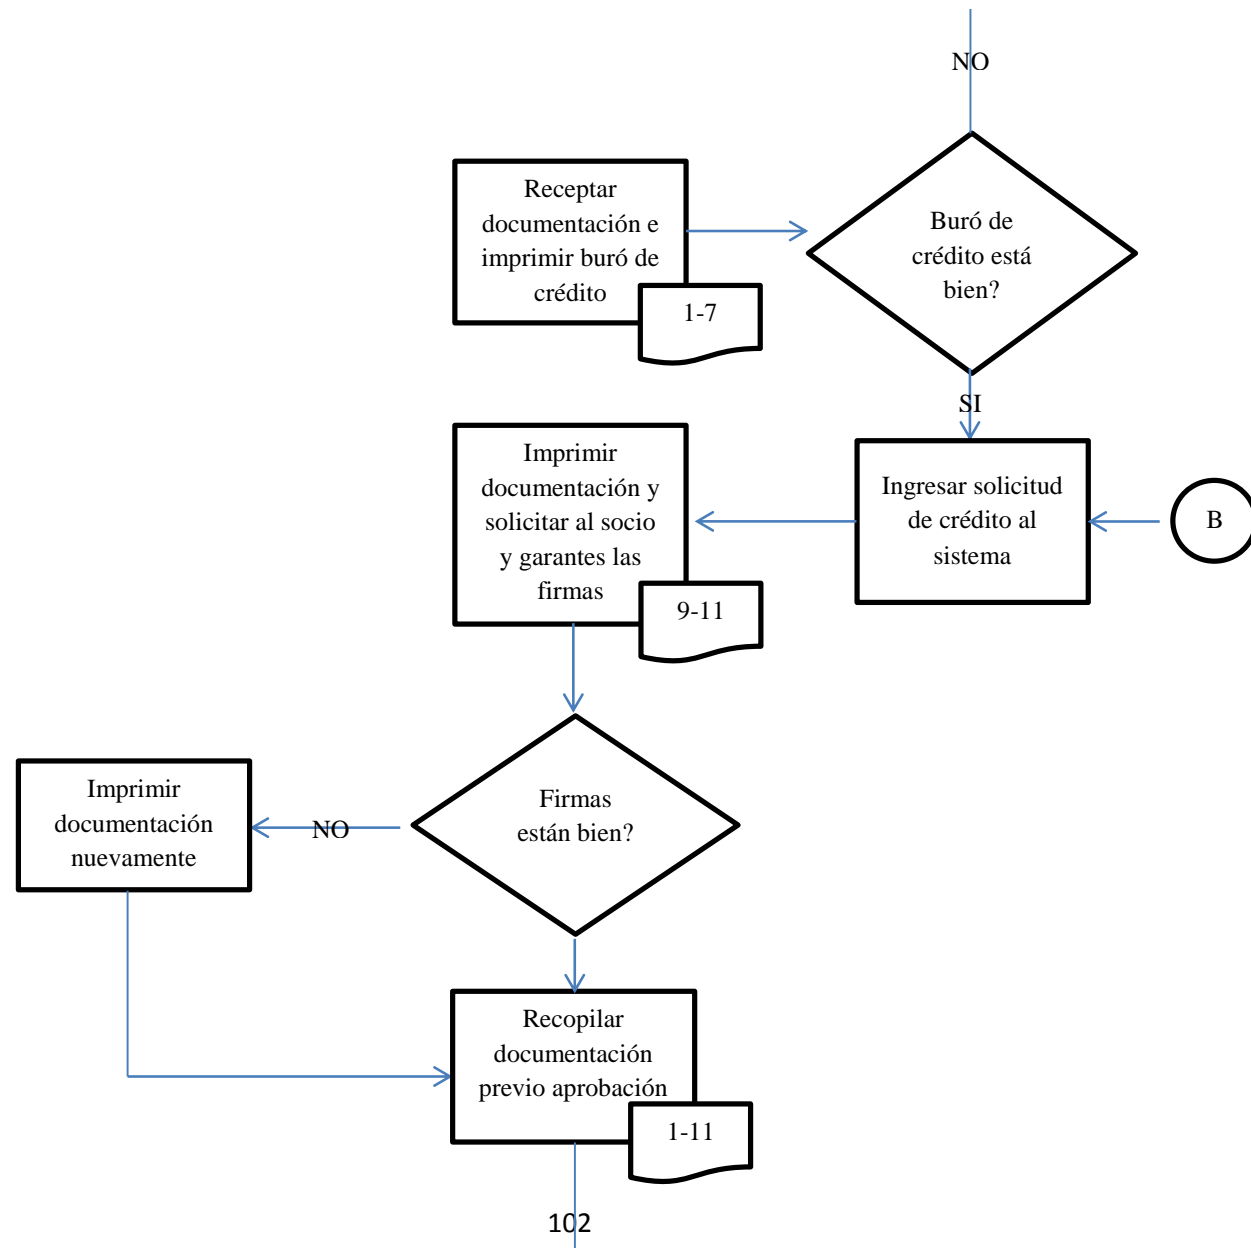 NO
Receptar
documentación e
imprimir buró de
crédito
1-7
Buró de
crédito está
bien?
SI
Imprimir
documentación y
solicitar al socio
y garantes las
firmas
9-11
Ingresar solicitud
de crédito al
sistema
B
Imprimir
documentación
nuevamente
NO
Firmas
están bien?
Recopilar
documentación
previo aprobación
1-11
102